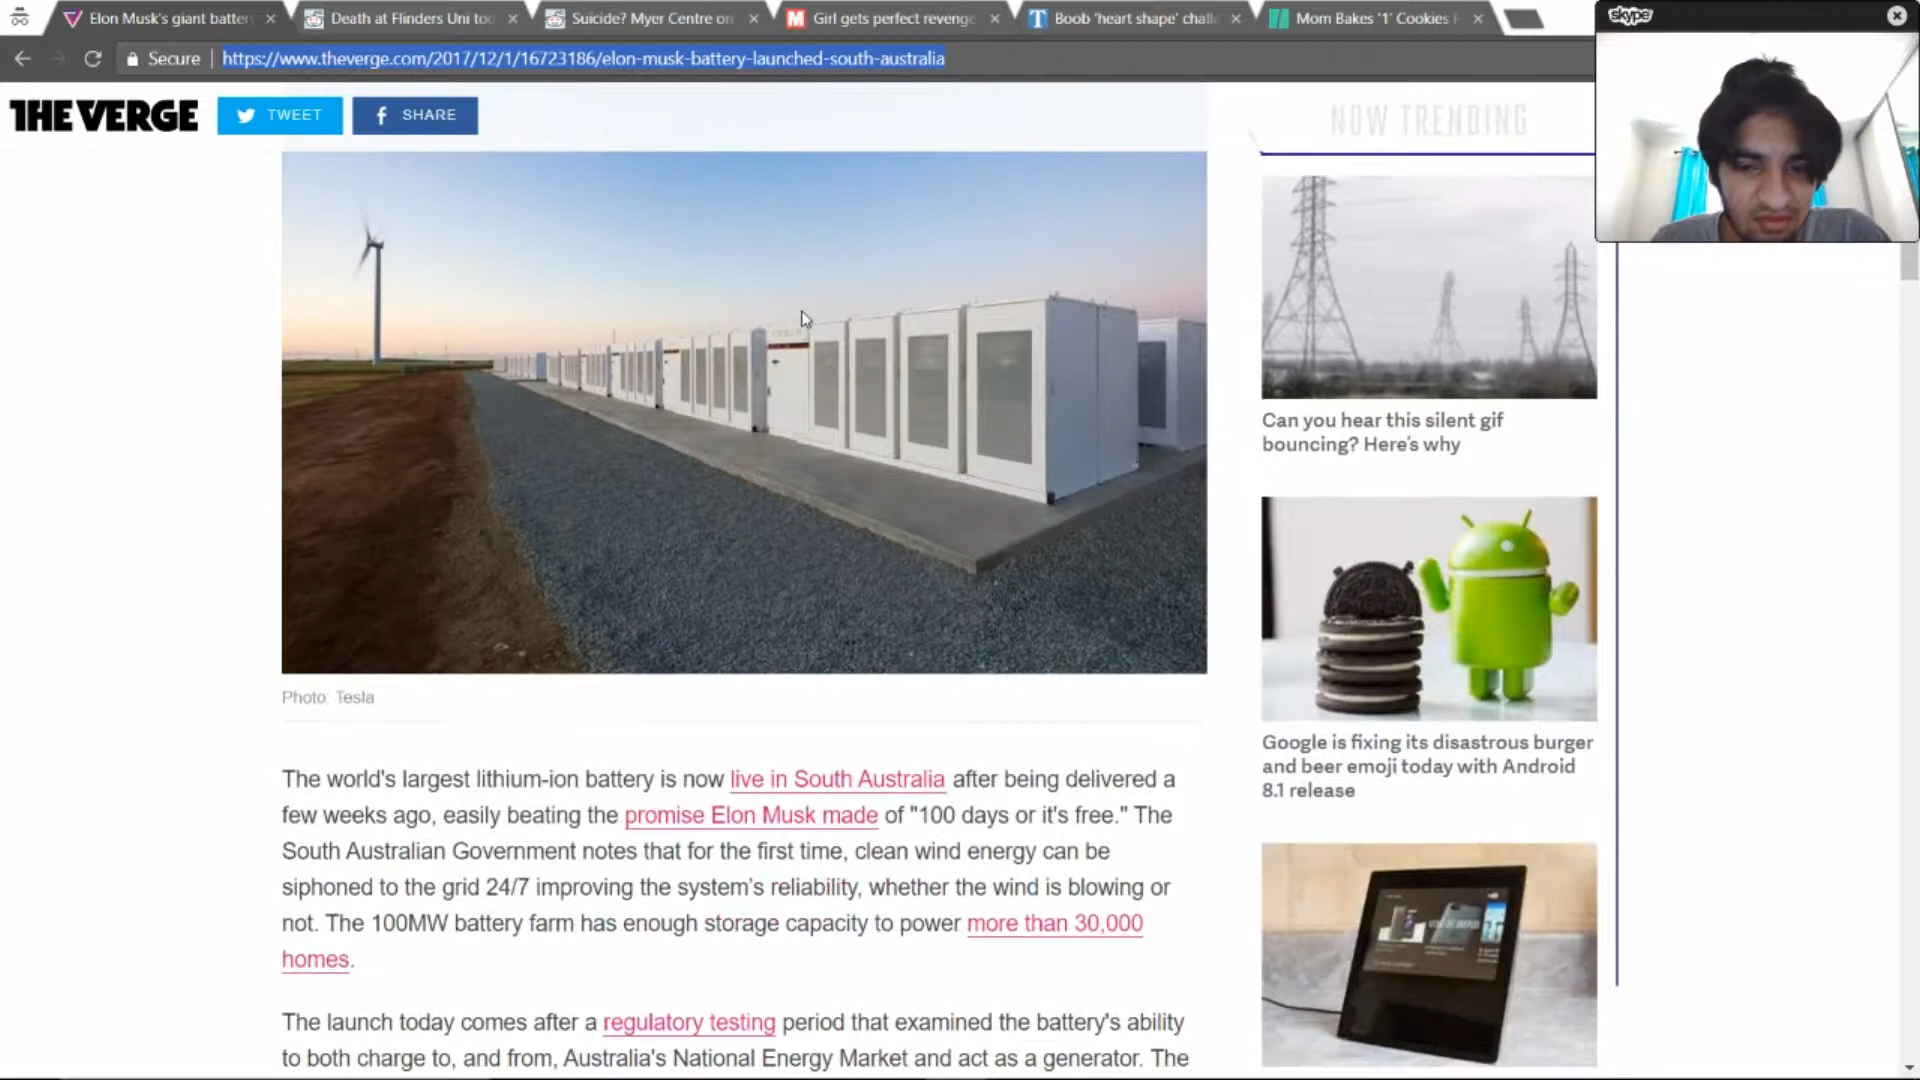 Elon Musk's giant batter
Death at Flinders Uni to
Suicide? Myer Centre on
Girl gets perfect revenge
Boob 'heart shape' chall
Mom Bakes '1' Cookies
Secure
https://www.theverge.com/2017/12/1/16723186/elon-musk-battery-launched-south-australia
skype
THE VERGE
TWEET
SHARE
NOW TRENDING
Can you hear this silent gif
bouncing? Here's why
Google is fixing its disastrous burger
and beer emoji today with Android
8.1 release
Photo: Tesla
The world's largest lithium-ion battery is now live in South Australia after being delivered a
few weeks ago, easily beating the promise Elon Musk made of "100 days or it's free." The
South Australian Government notes that for the first time, clean wind energy can be
siphoned to the grid 24/7 improving the system's reliability, whether the wind is blowing or
not. The 100MW battery farm has enough storage capacity to power more than 30,000
homes.
The launch today comes after a regulatory testing period that examined the battery's ability
to both charge to, and from, Australia's National Energy Market and act as a generator. The